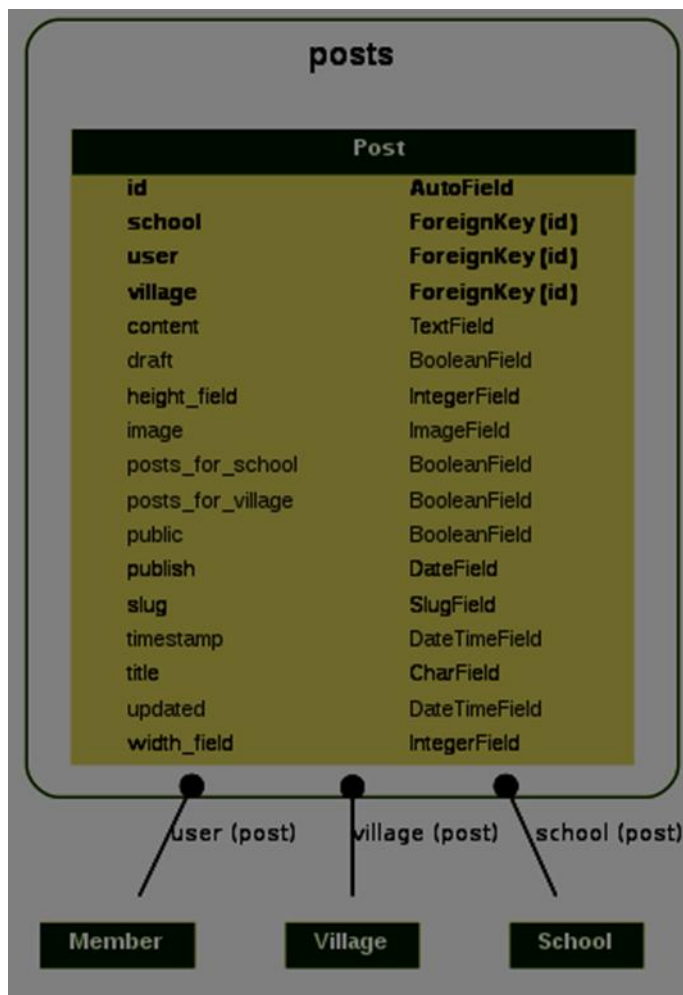 posts
Post
id AutoField
school ForeignKey (id)
user ForeignKey (id)
village ForeignKey (id)
content TextField
draft BooleanField
height_field IntegerField
image ImageField
posts_for_school BooleanField
posts_for_village BooleanField
public BooleanField
publish DateField
slug SlugField
timestamp DateTimeField
title CharField
updated DateTimeField
width_field IntegerField
user (post) village (post) school (post)
Member Village School